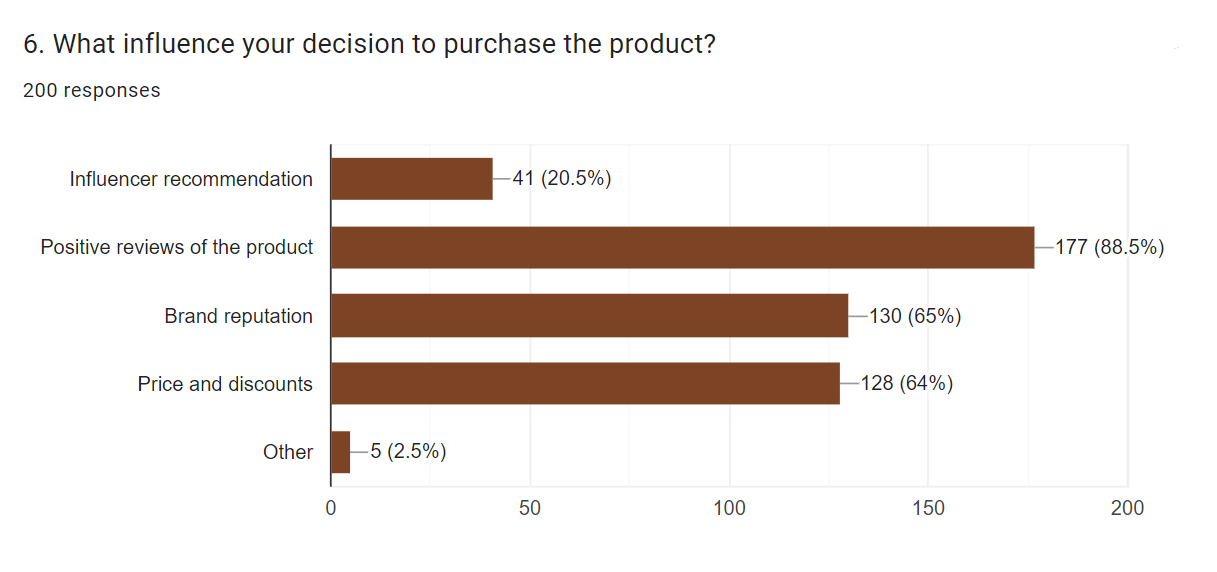 6. What influence your decision to purchase the product?
200 responses
Influencer recommendation 41 (20.5%)
Positive reviews of the product 177 (88.5%)
Brand reputation 130 (65%)
Price and discounts 128 (64%)
Other 5 (2.5%)
0 50 100 150 200